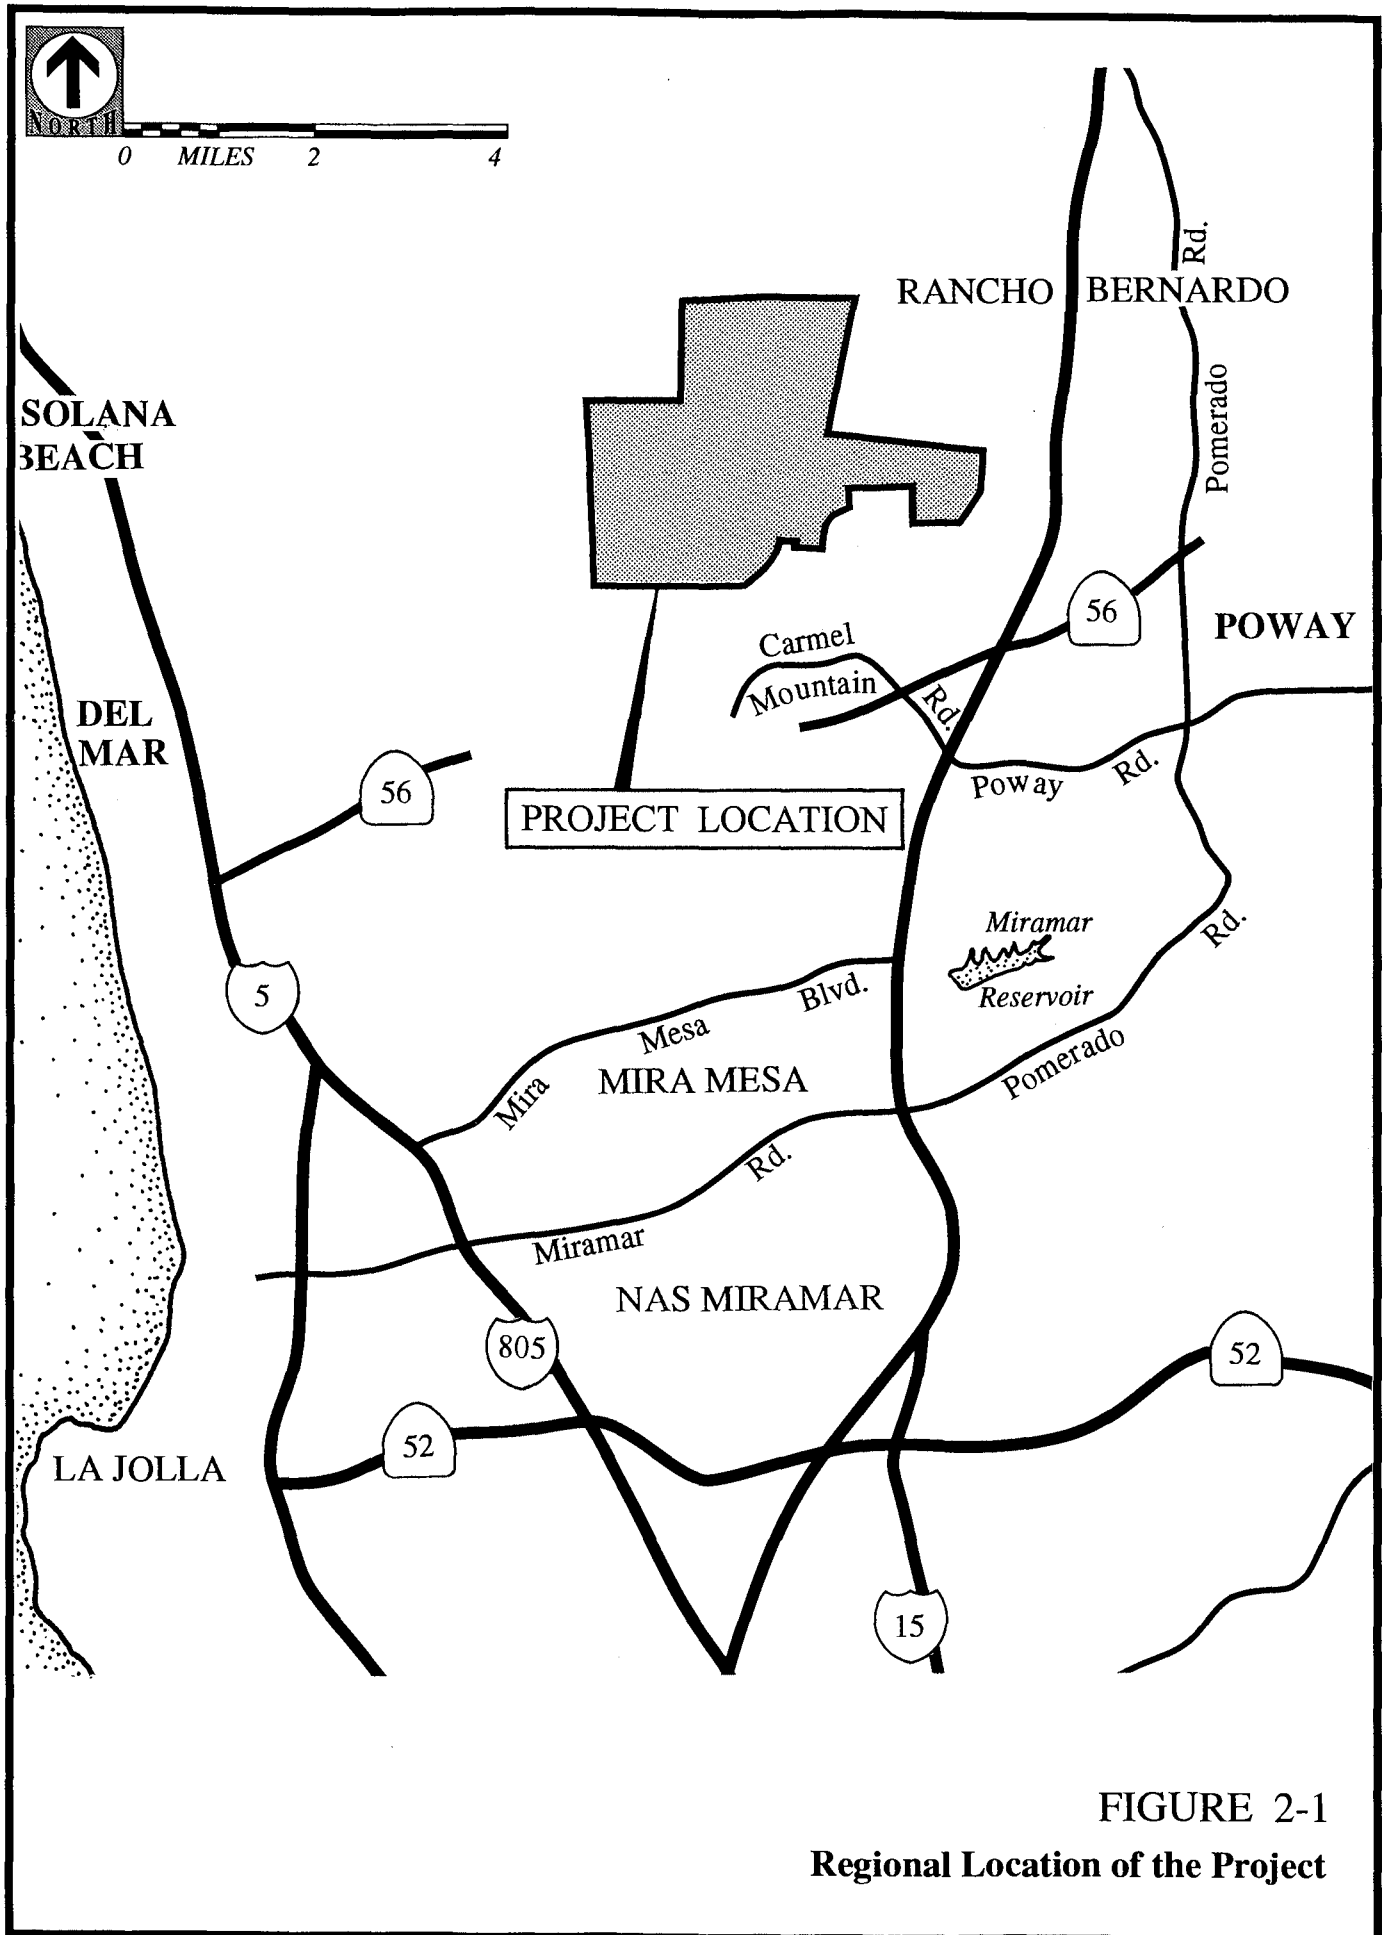 NORTH
0 MILES 2 4
Rd.
RANCHO BERNARDO
Pomerado
SOLANA
BEACH
56
POWAY
Carmel
Mountain
Rd.
DEL
MAR
Poway Rd.
56
PROJECT LOCATION
Miramar
Reservoir
Rd.
Pomerado
5
Mira Mesa Blvd.
MIRA MESA
Miramar Rd.
NAS MIRAMAR
805
52
52
LA JOLLA
15
FIGURE 2-1
Regional Location of the Project